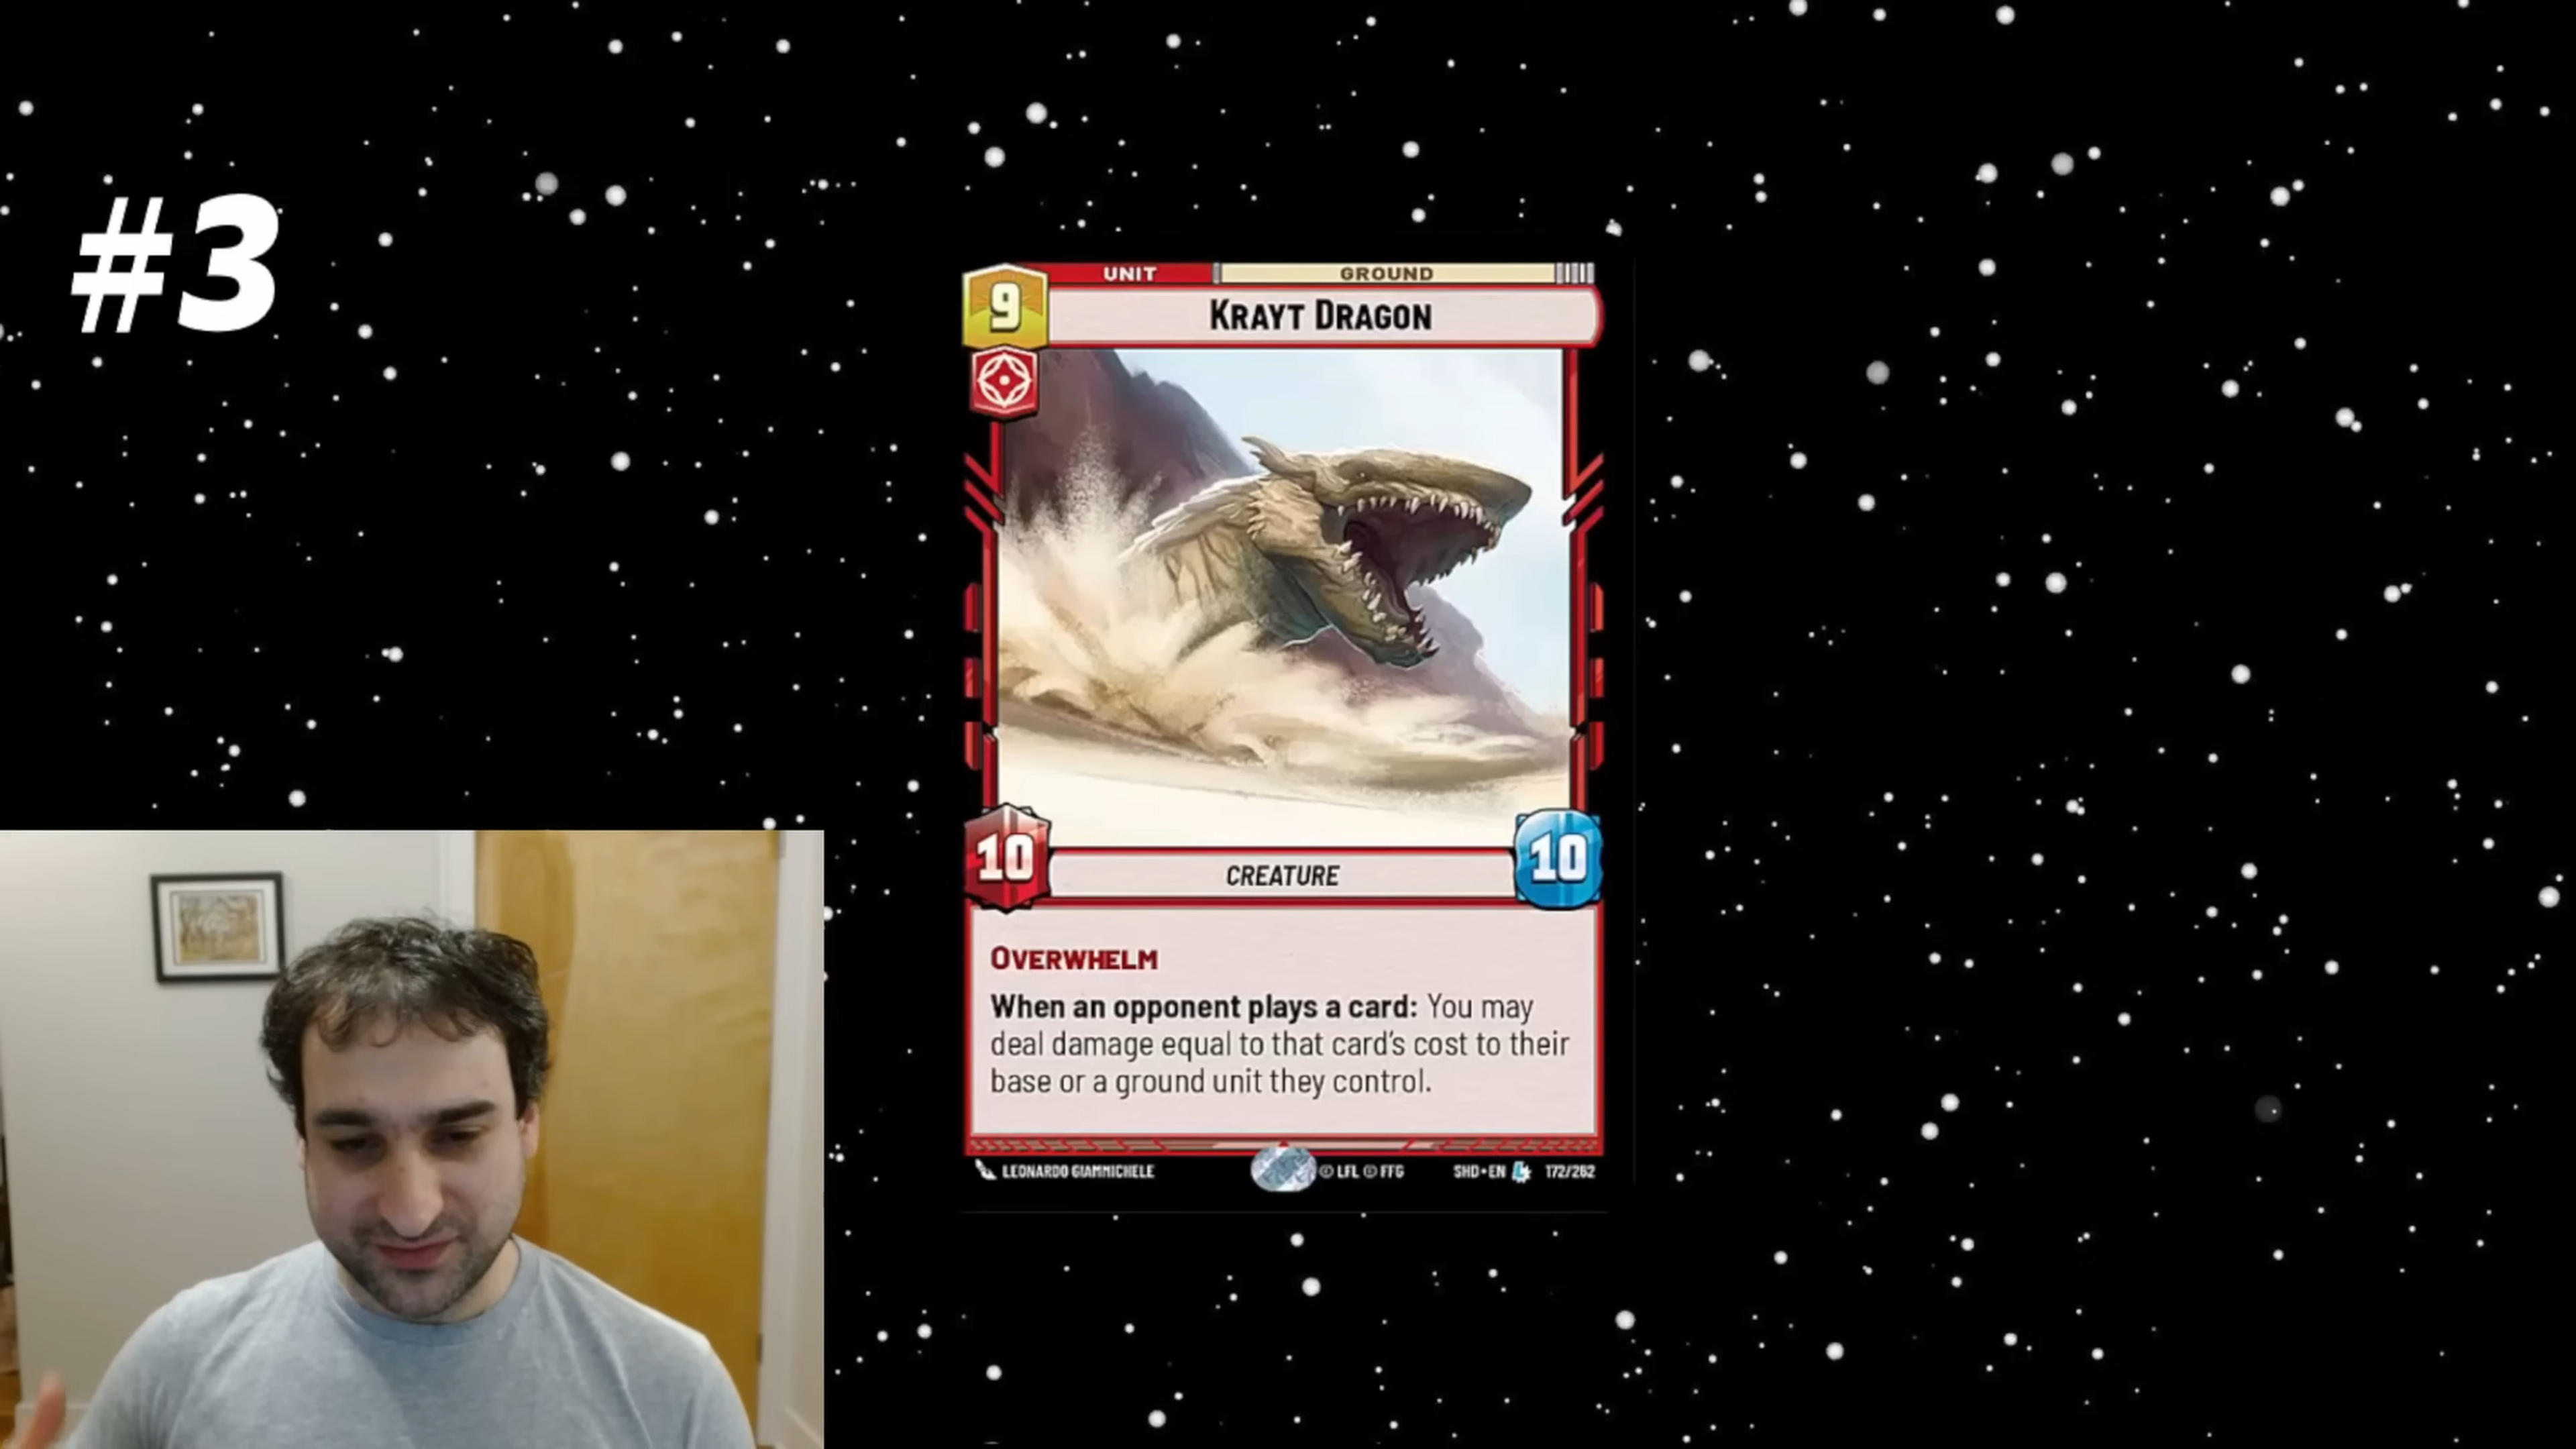 #3
UNIT
GROUND
9
KRAYT DRAGON
10
CREATURE
10
OVERWHELM
When an opponent plays a card: You may
deal damage equal to that card's cost to their
base or a ground unit they control.
LEONARDO GIAMMICHELE
© LFL © FFG
SHD•EN L 172/262